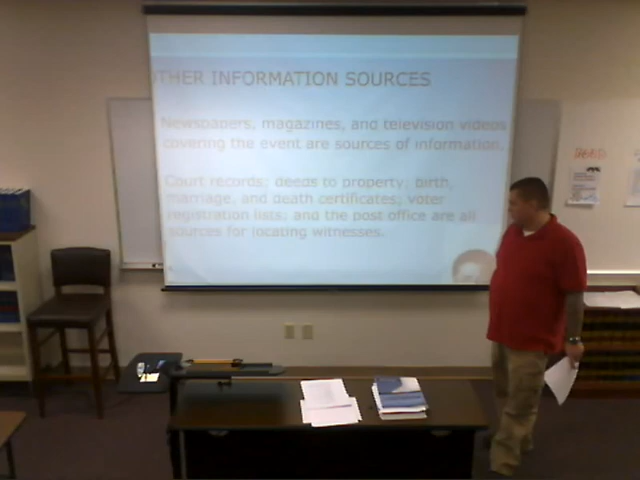 THER INFORMATION SOURCES
Newspapers, magazines, and television videos
covering the event are sources of information.
Court records; deeds to property; birth,
marriage, and death certificates; voter
registration lists; and the post office are all
sources for locating witnesses.
READ